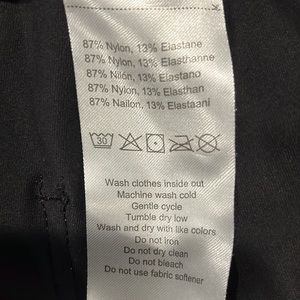 87% Nylon, 13% Elastane
87% Nylon, 13% Elasthanne
87% Nilón, 13% Elastano
87% Nylon, 13% Elasthan
87% Nailon, 13% Elastaani
30
Wash clothes inside out
Machine wash cold
Gentle cycle
Tumble dry low
Wash and dry with like colors
Do not iron
Do not dry clean
Do not bleach
Do not use fabric softener